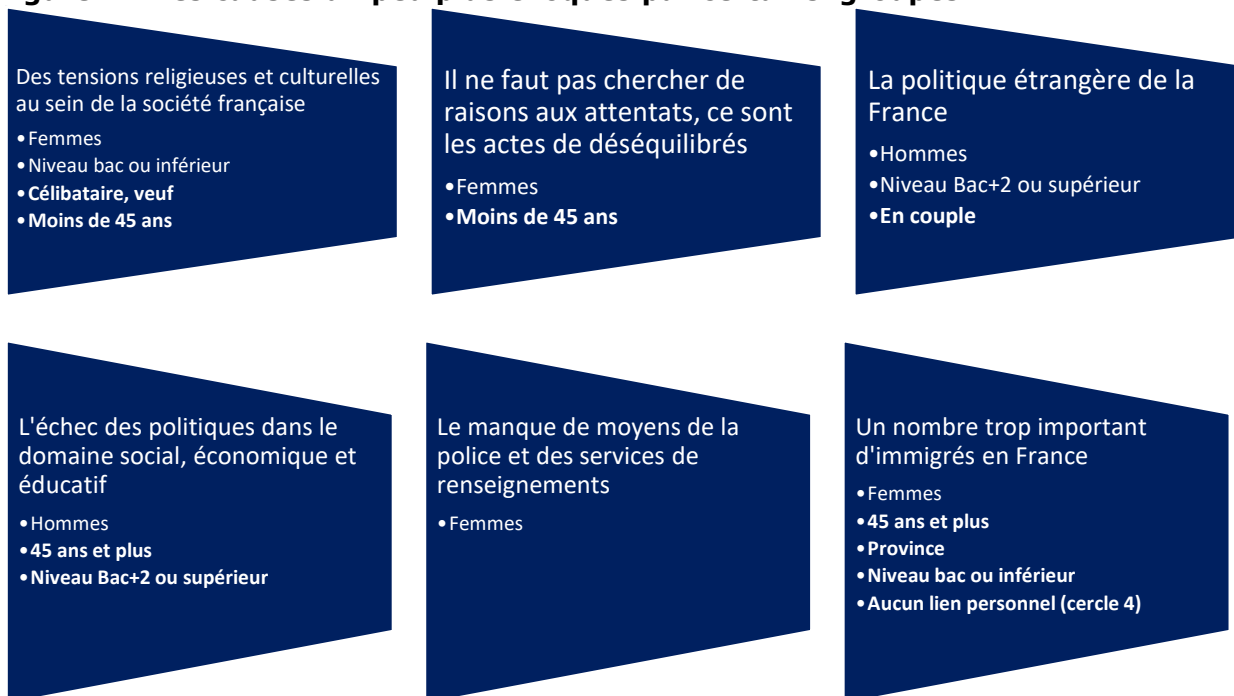 Des tensions religieuses et culturelles
au sein de la société française
•Femmes
•Niveau bac ou inférieur
•Célibataire, veuf
•Moins de 45 ans
Il ne faut pas chercher de
raisons aux attentats, ce sont
les actes de déséquilibrés
•Femmes
•Moins de 45 ans
La politique étrangère de la
France
•Hommes
•Niveau Bac+2 ou supérieur
•En couple
L'échec des politiques dans le
domaine social, économique et
éducatif
•Hommes
•45 ans et plus
•Niveau Bac+2 ou supérieur
Le manque de moyens de la
police et des services de
renseignements
•Femmes
Un nombre trop important
d'immigrés en France
•Femmes
•45 ans et plus
•Province
•Niveau bac ou inférieur
•Aucun lien personnel (cercle 4)